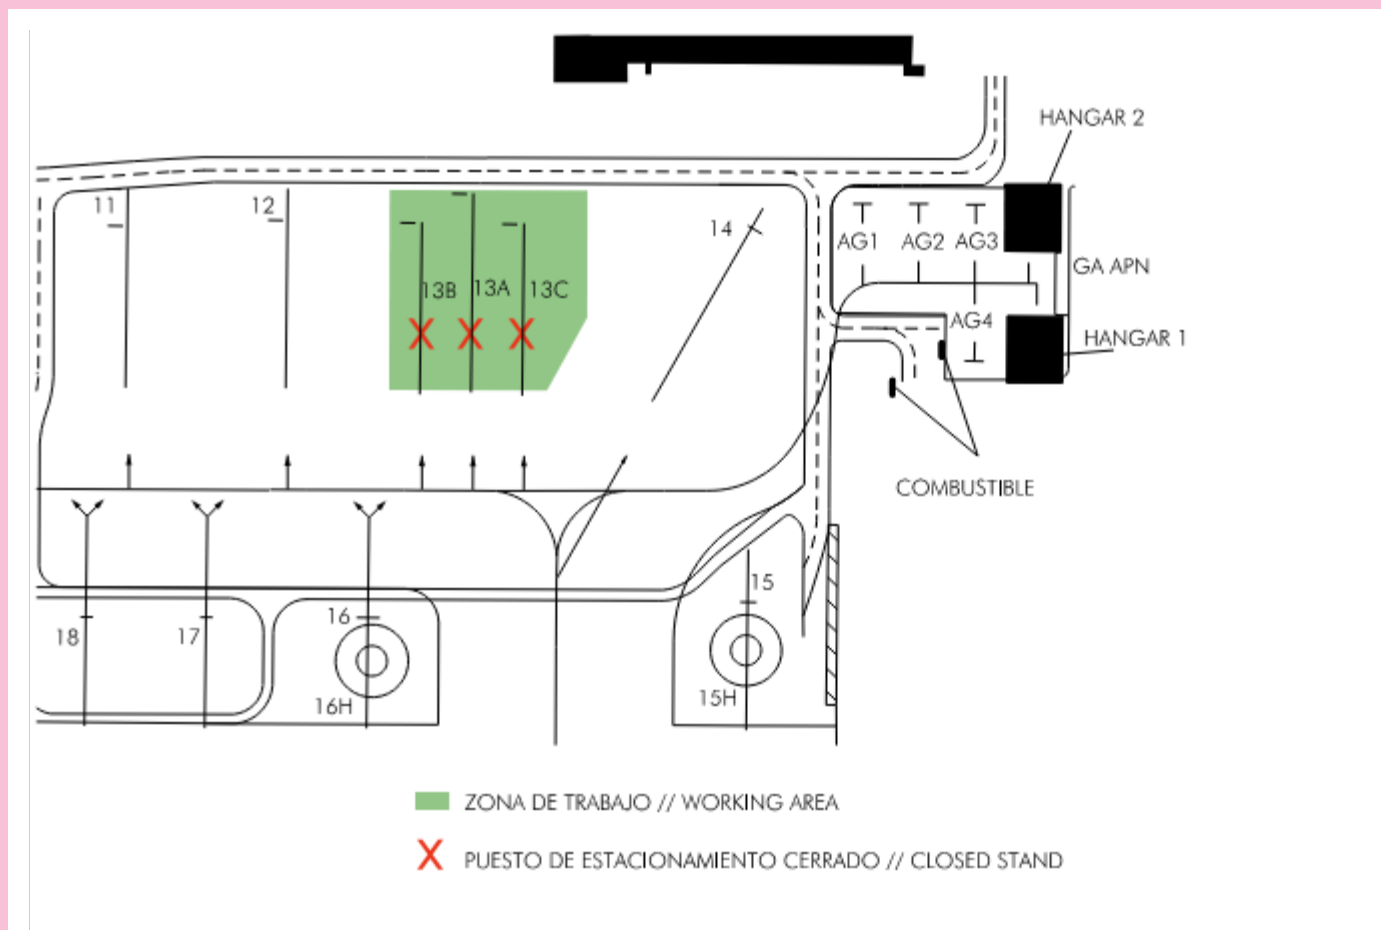 HANGAR 2
11
12
14
AG1
AG2
AG3
GA APN
13B
13A
13C
AG4
HANGAR 1
COMBUSTIBLE
15
16
18
17
16H
15H
ZONA DE TRABAJO // WORKING AREA
X PUESTO DE ESTACIONAMIENTO CERRADO // CLOSED STAND